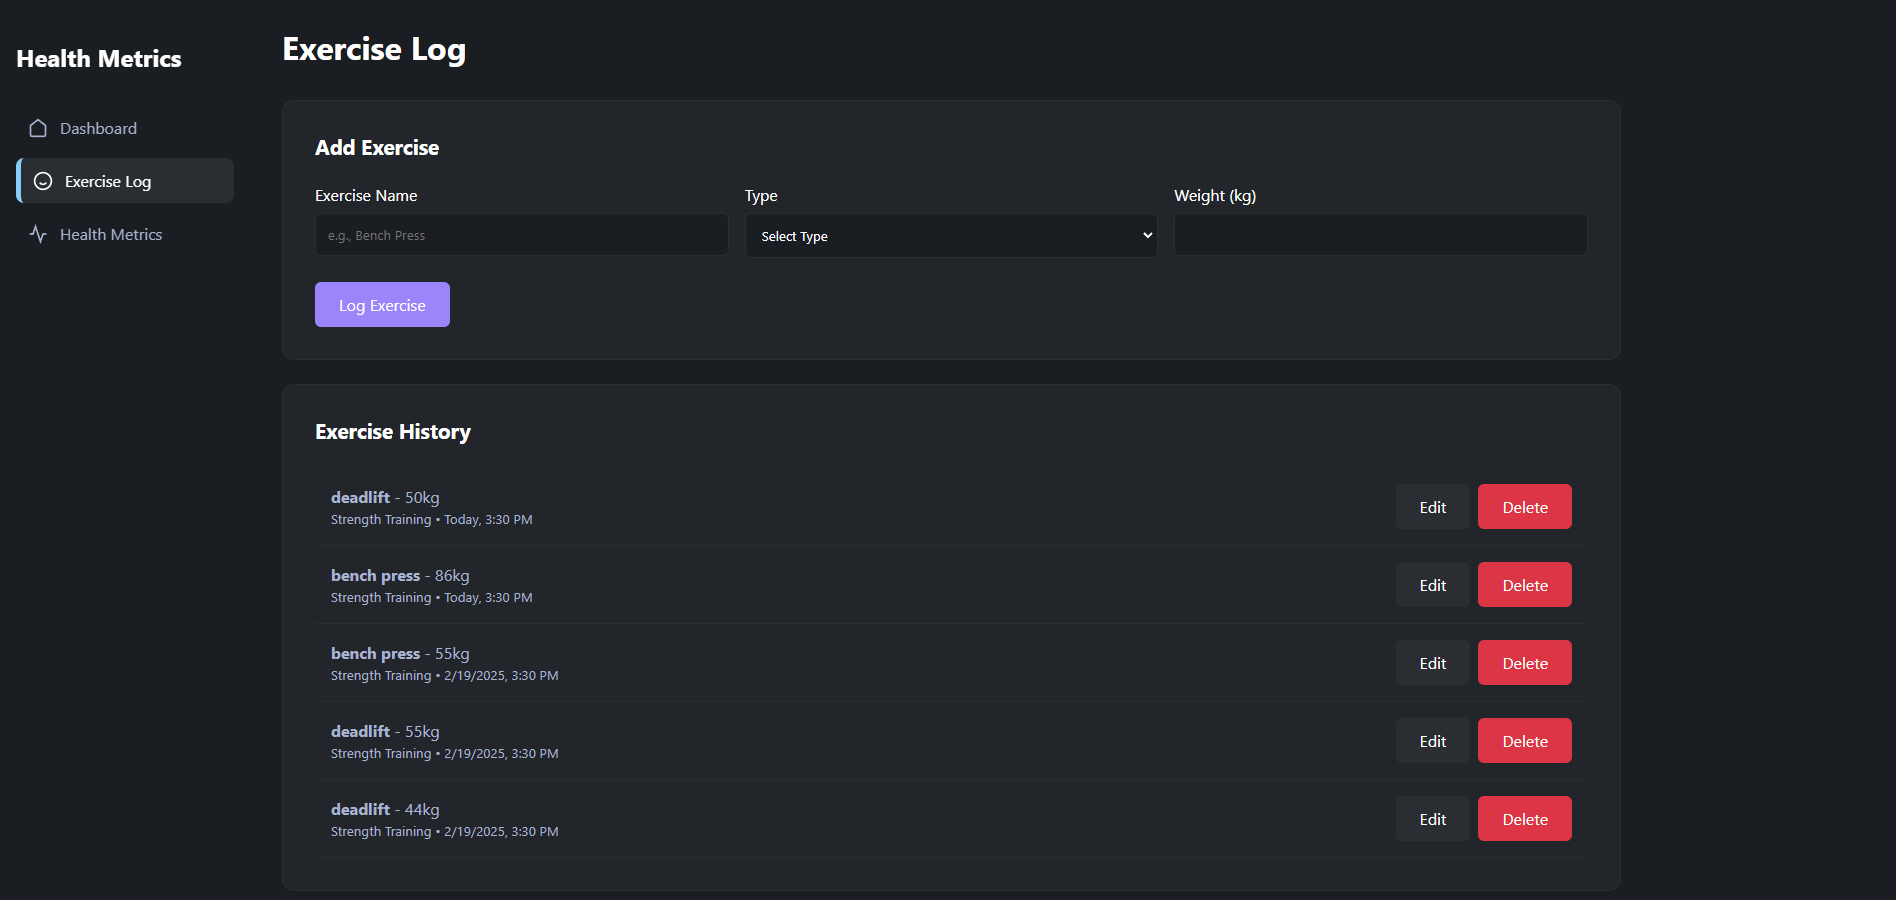 Health Metrics
Dashboard
Exercise Log
Health Metrics
Exercise Log
Add Exercise
Exercise Name
Type
Weight (kg)
e.g., Bench Press
Select Type
Log Exercise
Exercise History
deadlift - 50kg
Strength Training • Today, 3:30 PM
Edit
Delete
bench press - 86kg
Strength Training • Today, 3:30 PM
Edit
Delete
bench press - 55kg
Strength Training • 2/19/2025, 3:30 PM
Edit
Delete
deadlift - 55kg
Strength Training • 2/19/2025, 3:30 PM
Edit
Delete
deadlift - 44kg
Strength Training • 2/19/2025, 3:30 PM
Edit
Delete